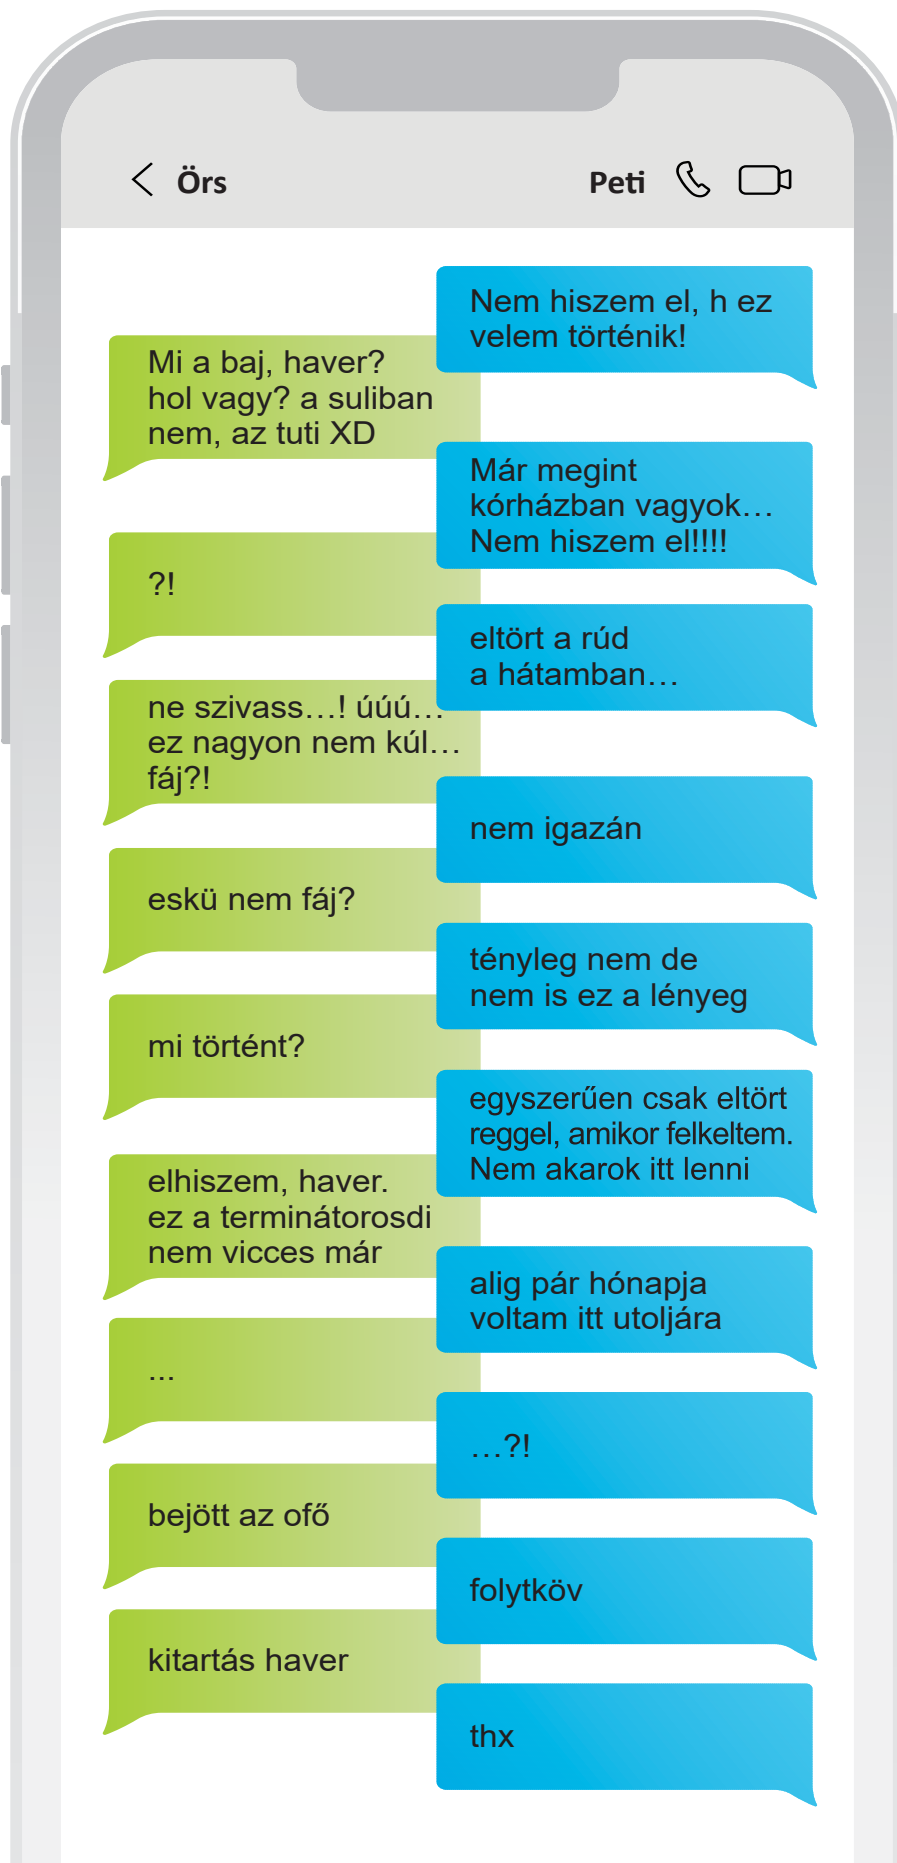 Örs
Peti
Nem hiszem el, h ez
velem történik!
Mi a baj, haver?
hol vagy? a suliban
nem, az tuti XD
Már megint
kórházban vagyok…
Nem hiszem el!!!!
?!
eltört a rúd
a hátamban…
ne szivass…! úúú…
ez nagyon nem kúl…
fáj?!
nem igazán
eskü nem fáj?
tényleg nem de
nem is ez a lényeg
mi történt?
egyszerűen csak eltört
reggel, amikor felkeltem.
Nem akarok itt lenni
elhiszem, haver.
ez a terminátorosdi
nem vicces már
alig pár hónapja
voltam itt utoljára
...
…?!
bejött az ofő
folytköv
kitartás haver
thx